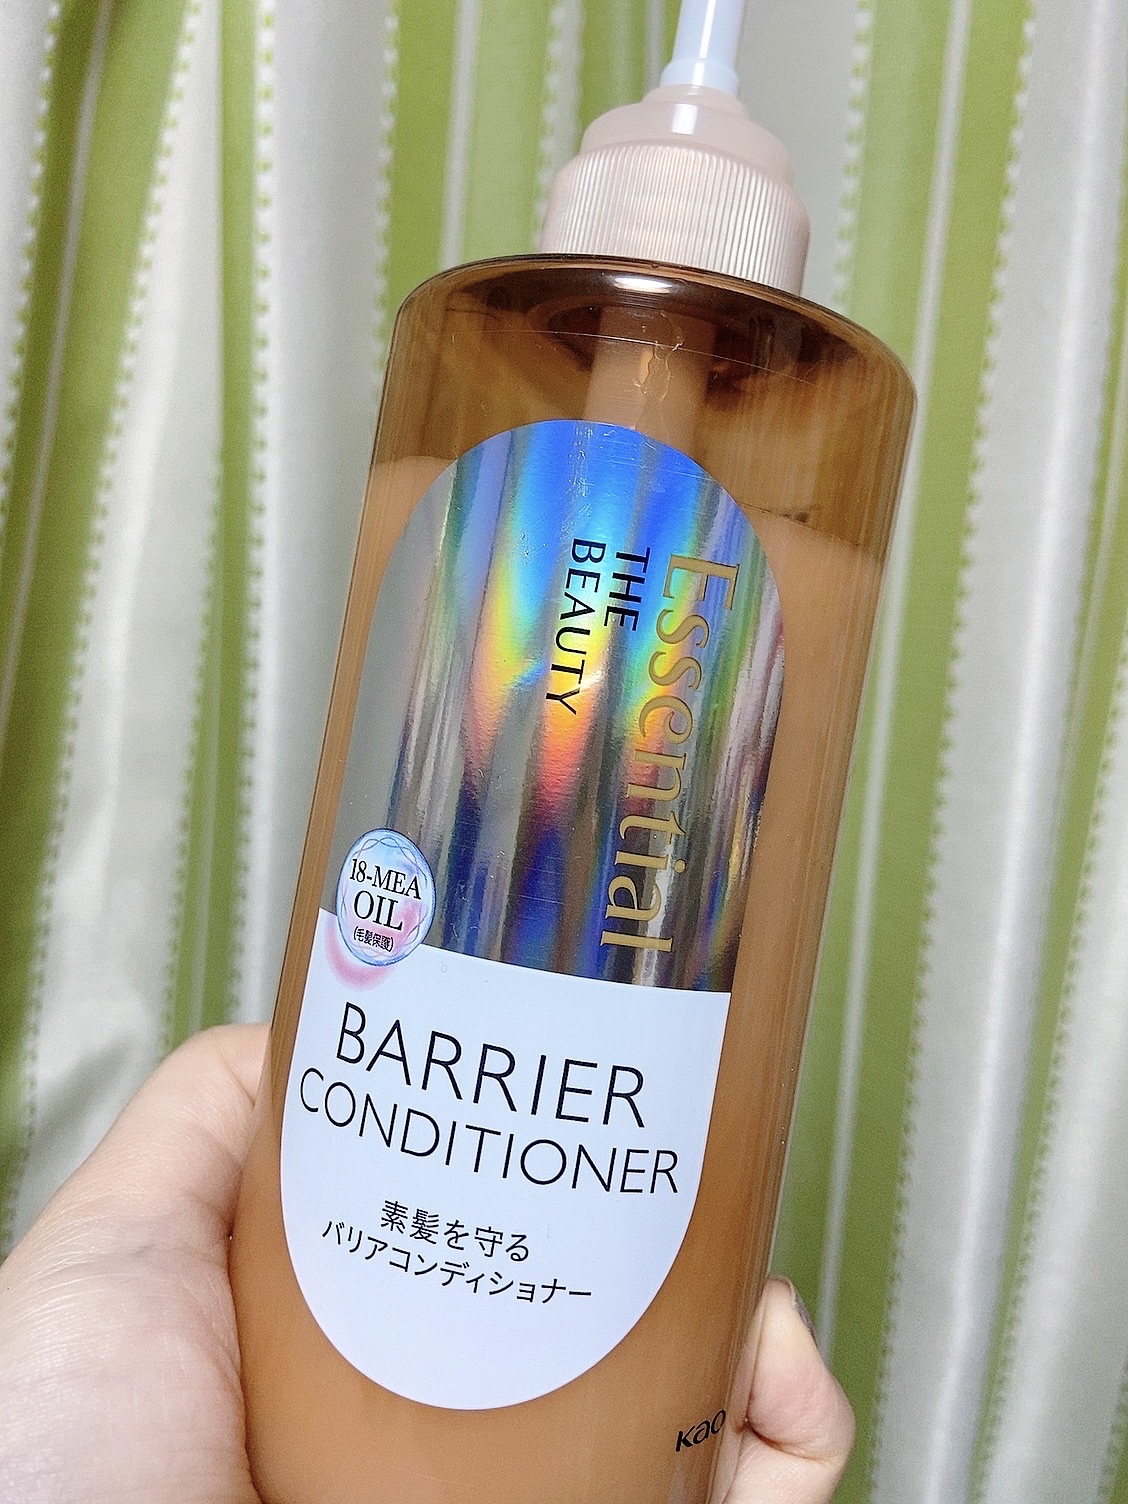 Essential
THE
BEAUTY
18-MEA
OIL
(毛髪保護)
BARRIER
CONDITIONER
素髪を守る
バリアコンディショナー
Kao